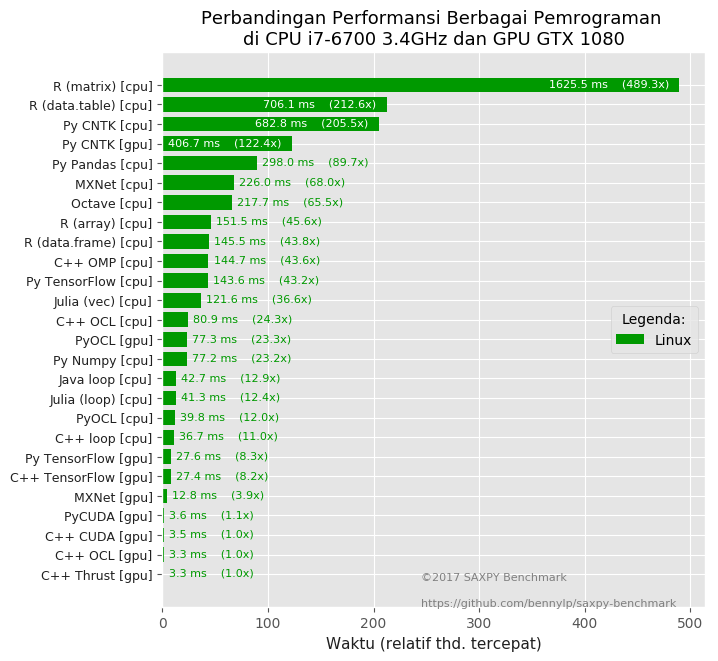 Perbandingan Performansi Berbagai Pemrograman
di CPU i7-6700 3.4GHz dan GPU GTX 1080
R (matrix) [cpu] 1625.5 ms (489.3x)
R (data.table) [cpu] 706.1 ms (212.6x)
Py CNTK [cpu] 682.8 ms (205.5x)
Py CNTK [gpu] 406.7 ms (122.4x)
Py Pandas [cpu] 298.0 ms (89.7x)
MXNet [cpu] 226.0 ms (68.0x)
Octave [cpu] 217.7 ms (65.5x)
R (array) [cpu] 151.5 ms (45.6x)
R (data.frame) [cpu] 145.5 ms (43.8x)
C++ OMP [cpu] 144.7 ms (43.6x)
Py TensorFlow [cpu] 143.6 ms (43.2x)
Julia (vec) [cpu] 121.6 ms (36.6x)
C++ OCL [cpu] 80.9 ms (24.3x)
PyOCL [gpu] 77.3 ms (23.3x)
Py Numpy [cpu] 77.2 ms (23.2x)
Java loop [cpu] 42.7 ms (12.9x)
Julia (loop) [cpu] 41.3 ms (12.4x)
PyOCL [cpu] 39.8 ms (12.0x)
C++ loop [cpu] 36.7 ms (11.0x)
Py TensorFlow [gpu] 27.6 ms (8.3x)
C++ TensorFlow [gpu] 27.4 ms (8.2x)
MXNet [gpu] 12.8 ms (3.9x)
PyCUDA [gpu] 3.6 ms (1.1x)
C++ CUDA [gpu] 3.5 ms (1.0x)
C++ OCL [gpu] 3.3 ms (1.0x)
C++ Thrust [gpu] 3.3 ms (1.0x)
Legenda:
Linux
©2017 SAXPY Benchmark
https://github.com/bennylp/saxpy-benchmark
0 100 200 300 400 500
Waktu (relatif thd. tercepat)